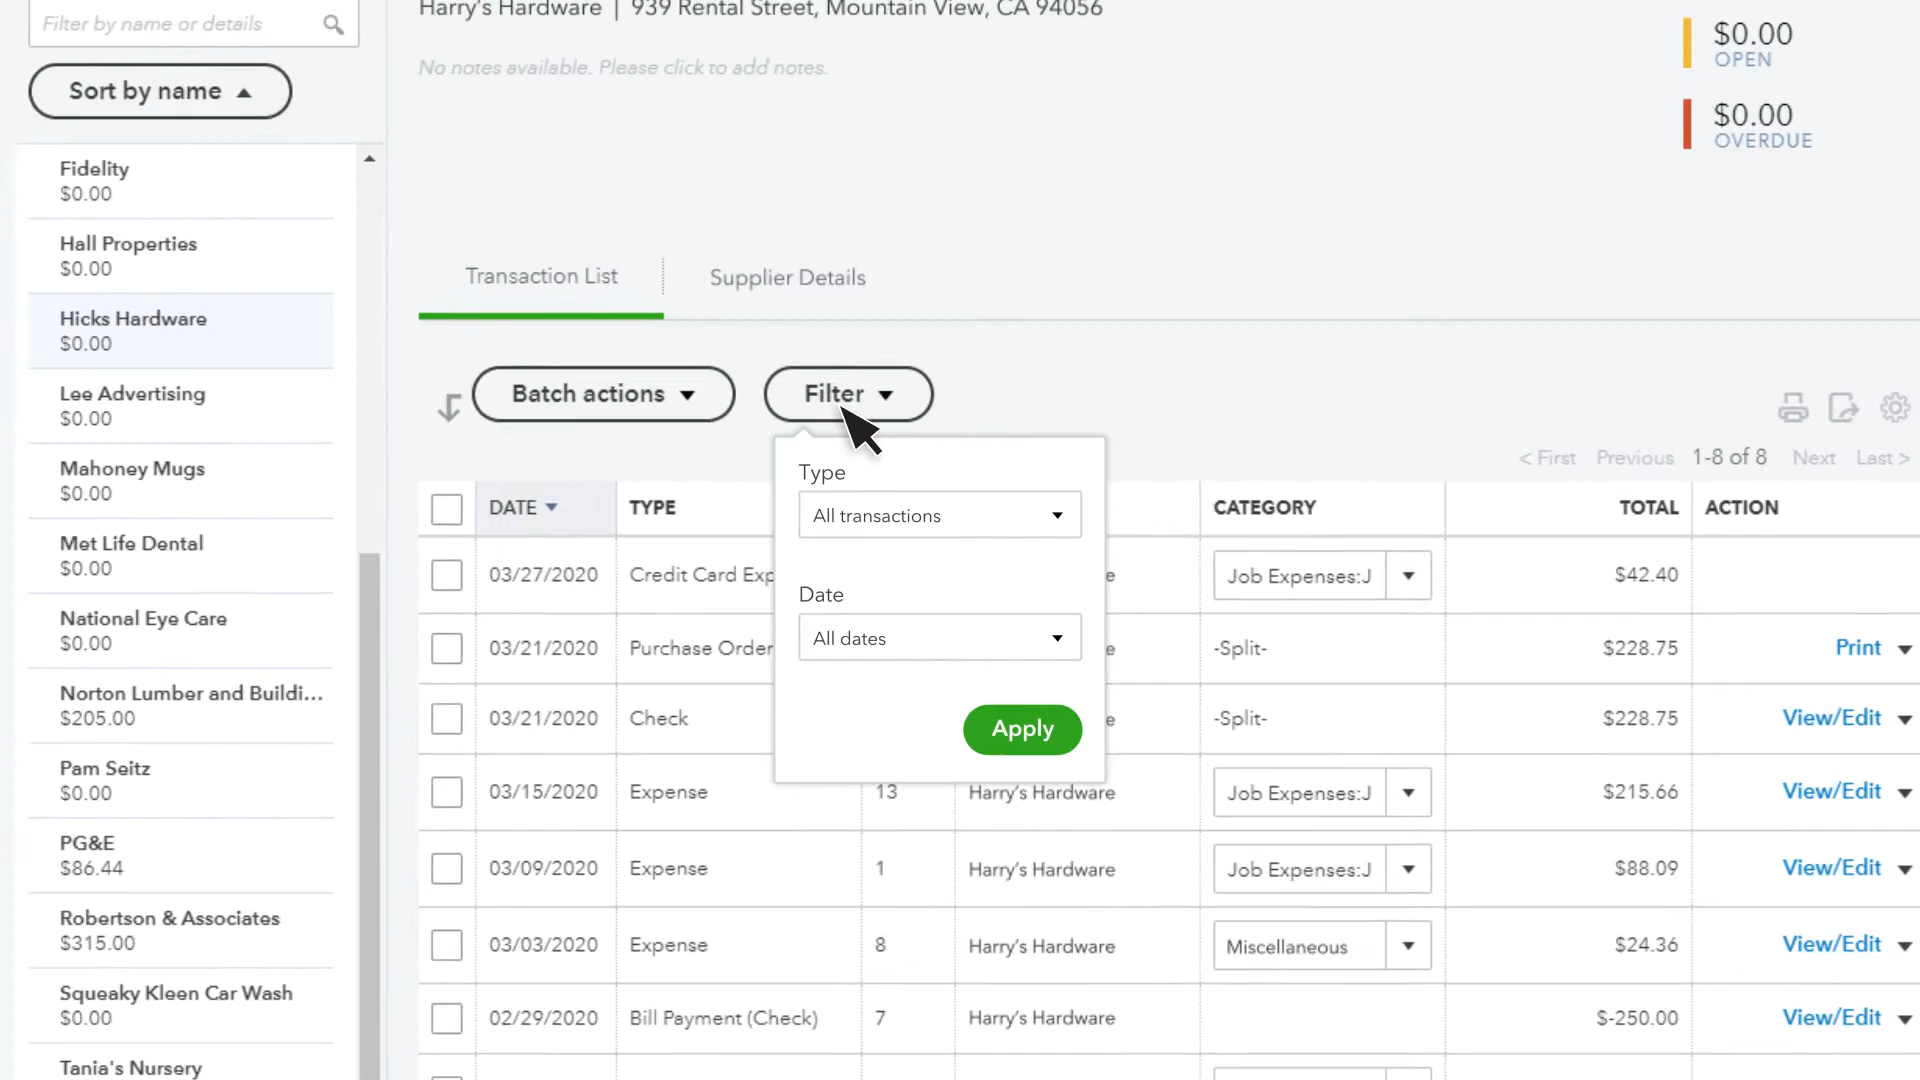 Filter by name or details
Sort by name
Fidelity
$0.00
Hall Properties
$0.00
Hicks Hardware
$0.00
Lee Advertising
$0.00
Mahoney Mugs
$0.00
Met Life Dental
$0.00
National Eye Care
$0.00
Norton Lumber and Buildi...
$205.00
Pam Seitz
$0.00
PG&E
$86.44
Robertson & Associates
$315.00
Squeaky Kleen Car Wash
$0.00
Tania's Nursery
Harry's Hardware | 939 Rental Street, Mountain View, CA 94056
No notes available. Please click to add notes.
$0.00
OPEN
$0.00
OVERDUE
Transaction List
Supplier Details
Batch actions
Filter
< First Previous 1-8 of 8 Next Last >
Type
All transactions
Date
All dates
Apply
DATE TYPE CATEGORY TOTAL ACTION
03/27/2020 Credit Card Exp e Job Expenses:J $42.40
03/21/2020 Purchase Order e -Split- $228.75 Print
03/21/2020 Check e -Split- $228.75 View/Edit
03/15/2020 Expense 13 Harry's Hardware Job Expenses:J $215.66 View/Edit
03/09/2020 Expense 1 Harry's Hardware Job Expenses:J $88.09 View/Edit
03/03/2020 Expense 8 Harry's Hardware Miscellaneous $24.36 View/Edit
02/29/2020 Bill Payment (Check) 7 Harry's Hardware $-250.00 View/Edit